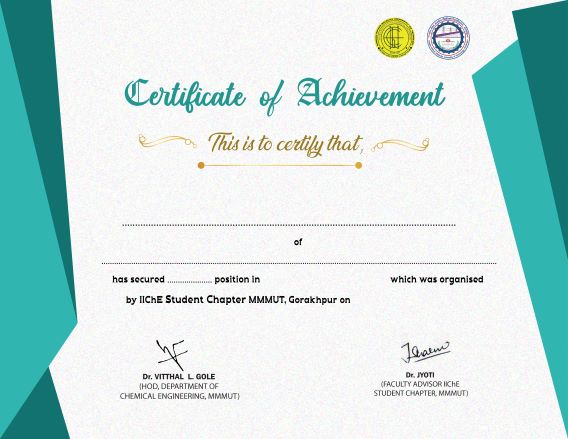 Certificate of Achievement
This is to certify that,
of
has secured ..................... position in which was organised
by IIChE Student Chapter MMMUT, Gorakhpur on
Dr. VITTHAL L. GOLE
(HOD, DEPARTMENT OF
CHEMICAL ENGINEERING, MMMUT)
Dr. JYOTI
(FACULTY ADVISOR IIChE
STUDENT CHAPTER, MMMUT)